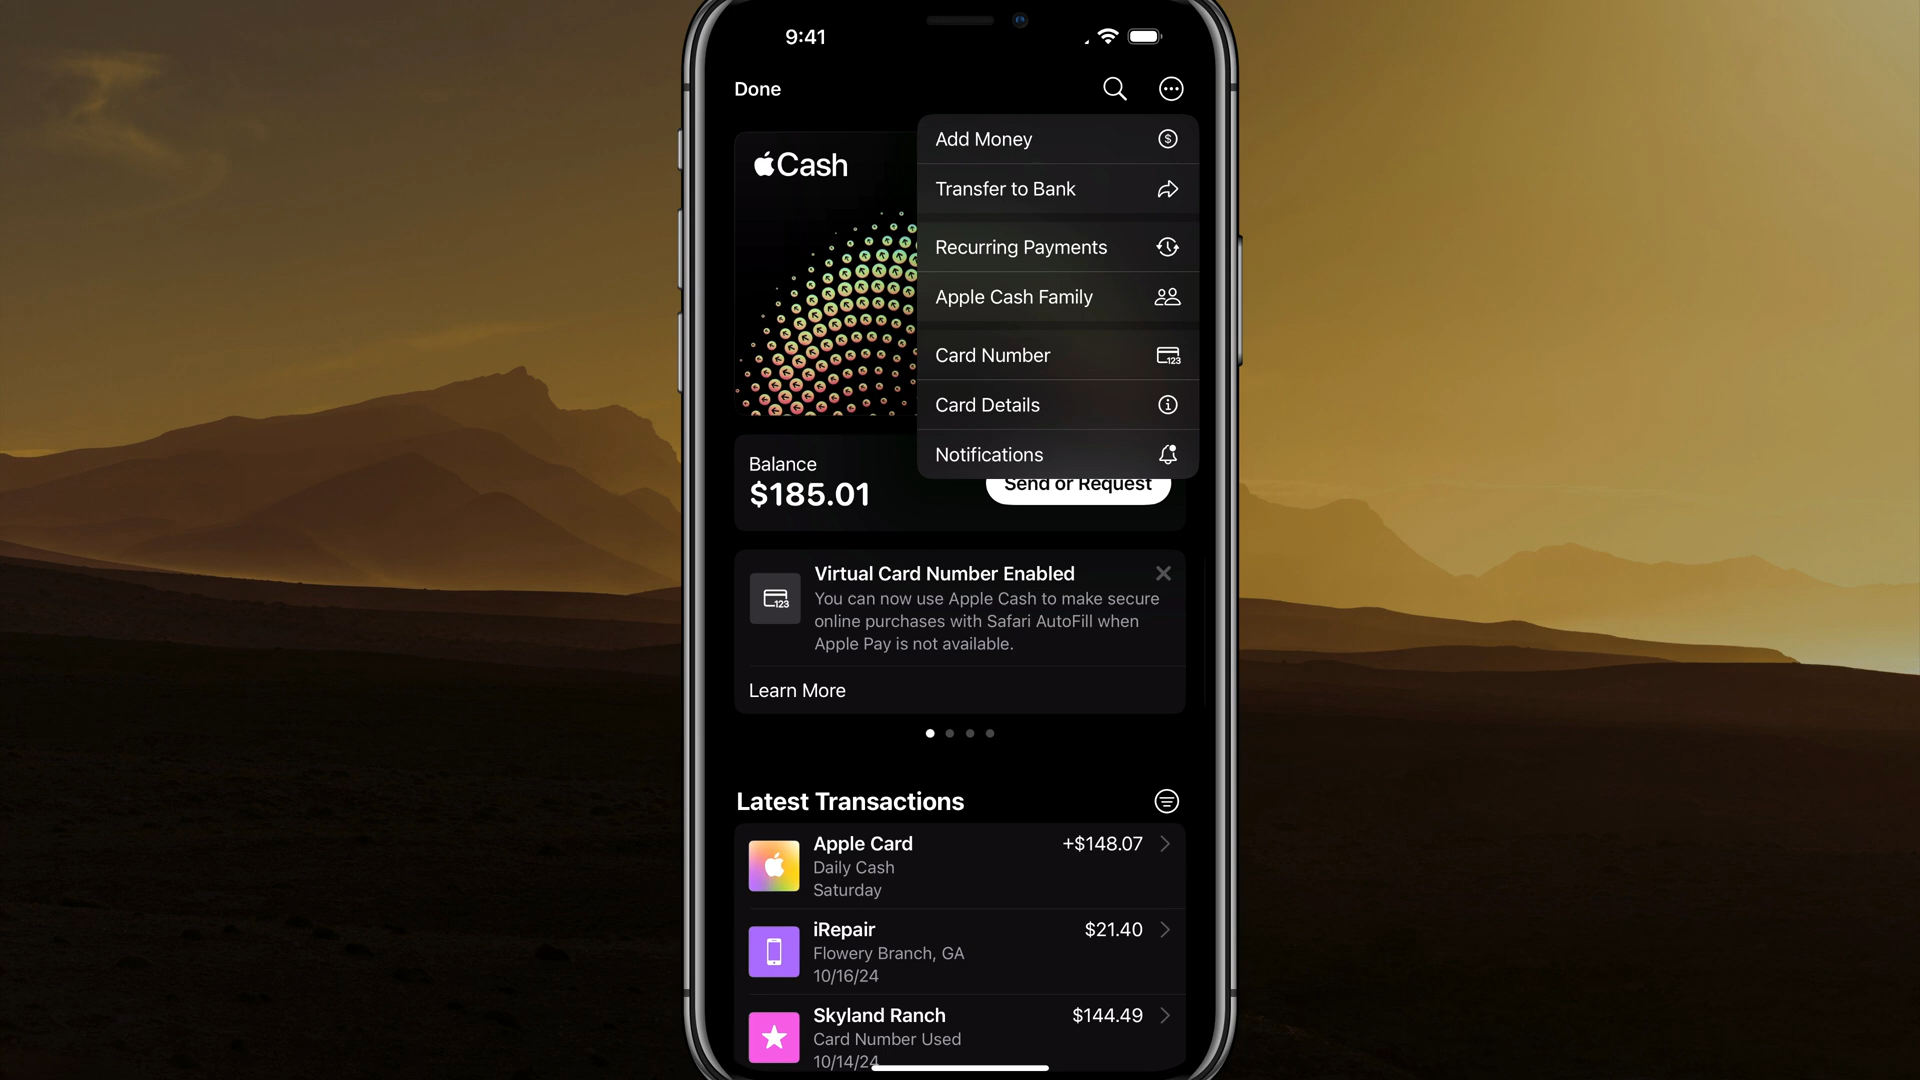 9:41
Done
Cash
Add Money
Transfer to Bank
Recurring Payments
Apple Cash Family
Card Number
123
Card Details
Notifications
Balance
$185.01
Send or Request
Virtual Card Number Enabled
123
You can now use Apple Cash to make secure
online purchases with Safari AutoFill when
Apple Pay is not available.
Learn More
Latest Transactions
Apple Card
+$148.07
Daily Cash
Saturday
iRepair
$21.40
Flowery Branch, GA
10/16/24
Skyland Ranch
$144.49
Card Number Used
10/14/24